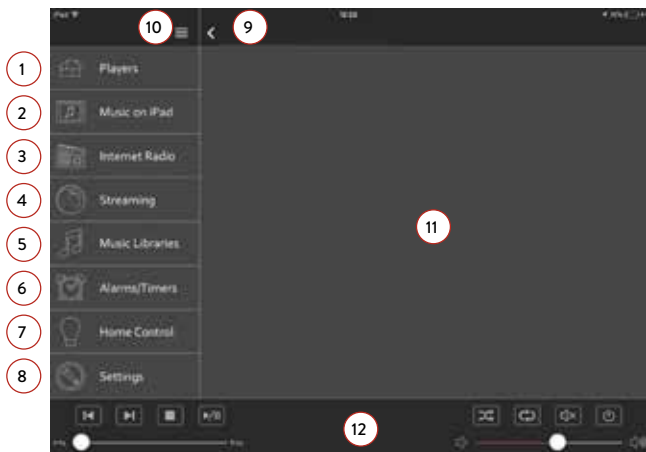 iPad
10
9
1
Players
2
Music on iPad
3
Internet Radio
4
Streaming
11
5
Music Libraries
6
Alarms/Timers
7
Home Control
8
Settings
12